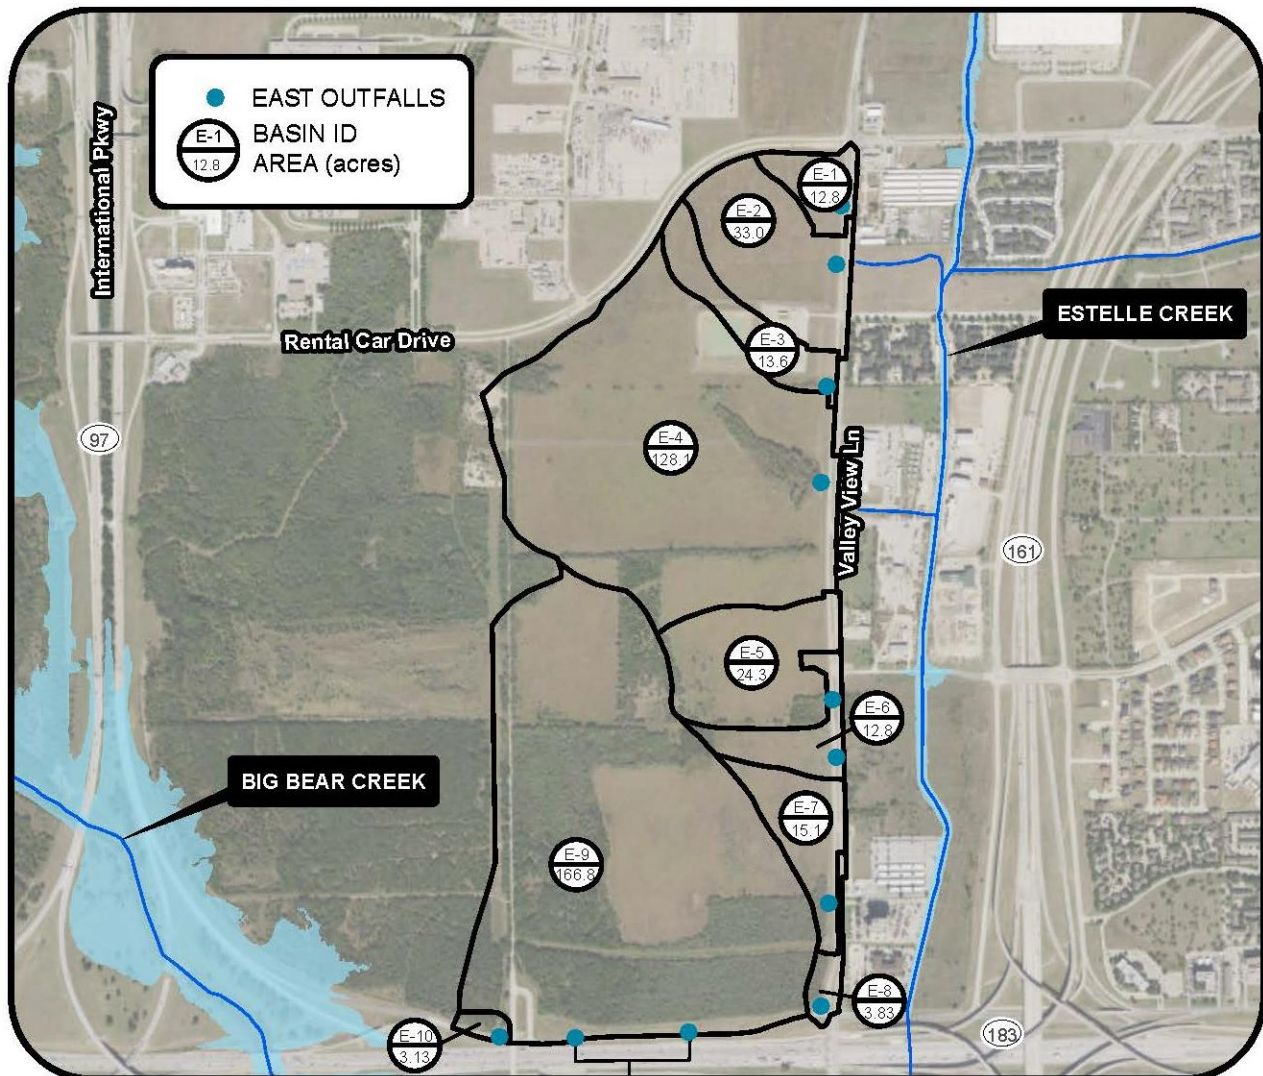 EAST OUTFALLS
E-1
12.8
BASIN ID
AREA (acres)
International Pkwy
E-1
12.8
E-2
33.0
ESTELLE CREEK
Rental Car Drive
E-3
13.6
97
E-4
128.1
Valley View Ln
161
E-5
24.3
E-6
12.8
BIG BEAR CREEK
E-7
15.1
E-9
166.8
E-8
3.83
E-10
3.13
183